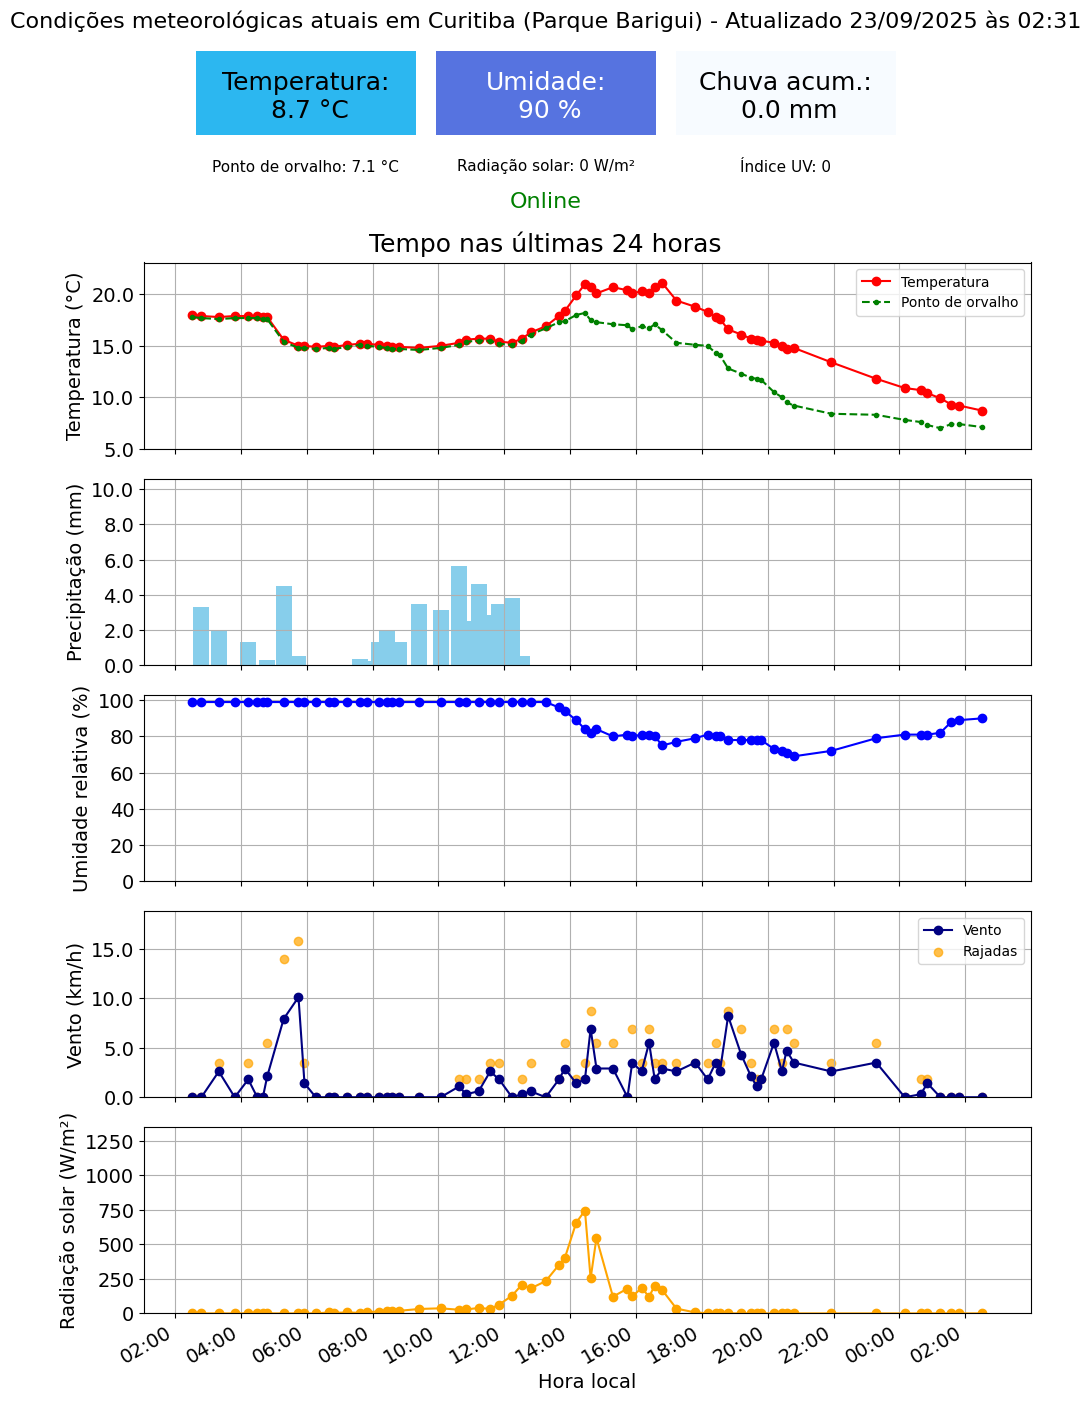 Condições meteorológicas atuais em Curitiba (Parque Barigui) - Atualizado 23/09/2025 às 02:31
Temperatura:
8.7 °C
Umidade:
90 %
Chuva acum.:
0.0 mm
Ponto de orvalho: 7.1 °C
Radiação solar: 0 W/m²
Índice UV: 0
Online
Tempo nas últimas 24 horas
Temperatura (°C)
20.0
15.0
10.0
5.0
Temperatura
Ponto de orvalho
Precipitação (mm)
10.0
8.0
6.0
4.0
2.0
0.0
Umidade relativa (%)
100
80
60
40
20
0
Vento (km/h)
15.0
10.0
5.0
0.0
Vento
Rajadas
Radiação solar (W/m²)
1250
1000
750
500
250
0
02:00
04:00
06:00
08:00
10:00
12:00
14:00
16:00
18:00
20:00
22:00
00:00
02:00
Hora local